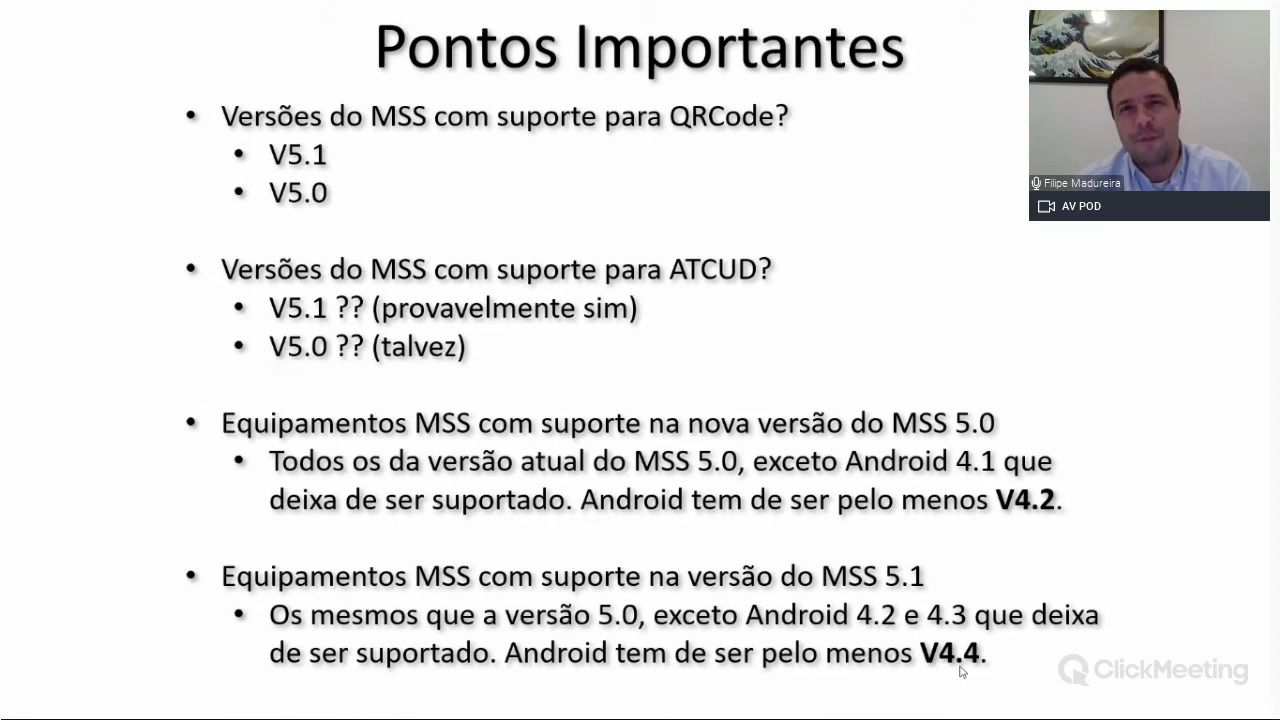 Pontos Importantes
• Versões do MSS com suporte para QRCode?
• V5.1
• V5.0
• Versões do MSS com suporte para ATCUD?
• V5.1 ?? (provavelmente sim)
• V5.0 ?? (talvez)
• Equipamentos MSS com suporte na nova versão do MSS 5.0
• Todos os da versão atual do MSS 5.0, exceto Android 4.1 que
deixa de ser suportado. Android tem de ser pelo menos V4.2.
• Equipamentos MSS com suporte na versão do MSS 5.1
• Os mesmos que a versão 5.0, exceto Android 4.2 e 4.3 que deixa
de ser suportado. Android tem de ser pelo menos V4.4.
Filipe Madureira
AV POD
ClickMeeting